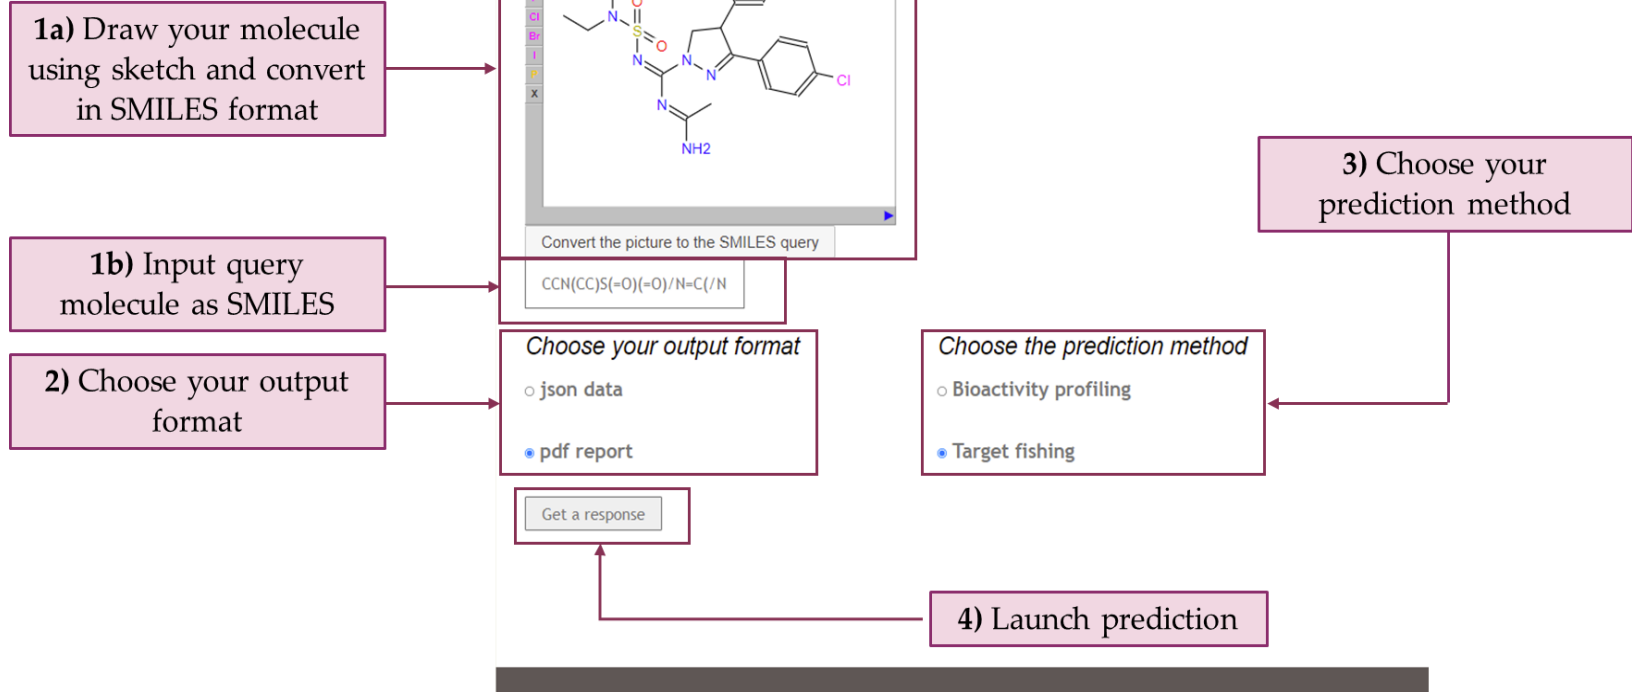 1a) Draw your molecule
using sketch and convert
in SMILES format
Cl
Br
I
P
X
N
O
S
O
N
N
N
N
Cl
NH2
Convert the picture to the SMILES query
1b) Input query
molecule as SMILES
CCN(CC)S(=O)(=O)/N=C(/N
3) Choose your
prediction method
2) Choose your output
format
Choose your output format
json data
pdf report
Choose the prediction method
Bioactivity profiling
Target fishing
Get a response
4) Launch prediction